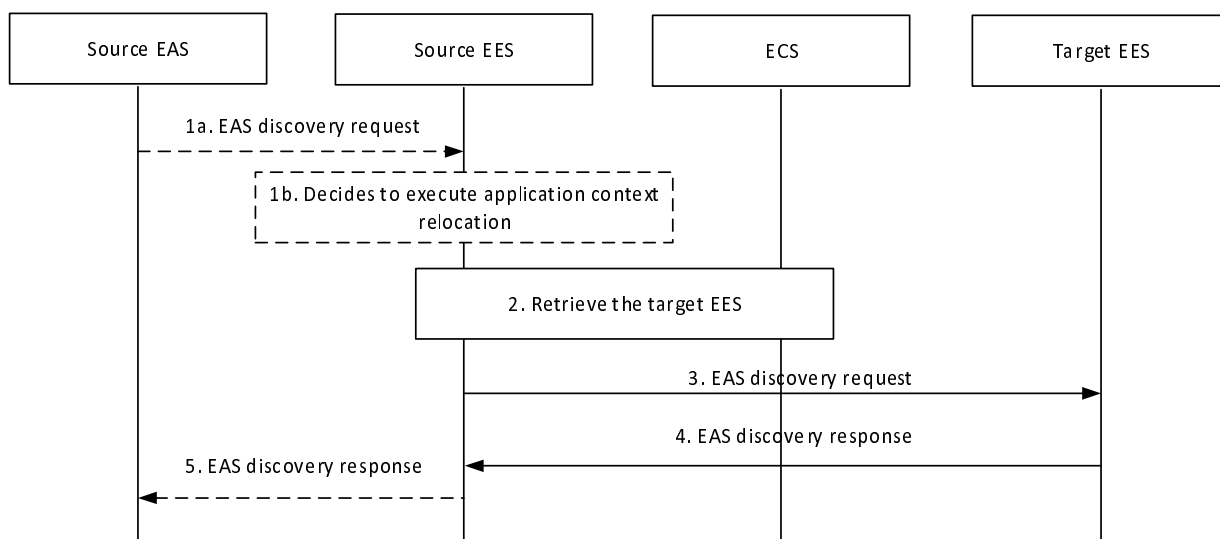 Source EAS
Source EES
ECS
Target EES
1a. EAS discovery request
1b. Decides to execute application context
relocation
2. Retrieve the target EES
3. EAS discovery request
4. EAS discovery response
5. EAS discovery response